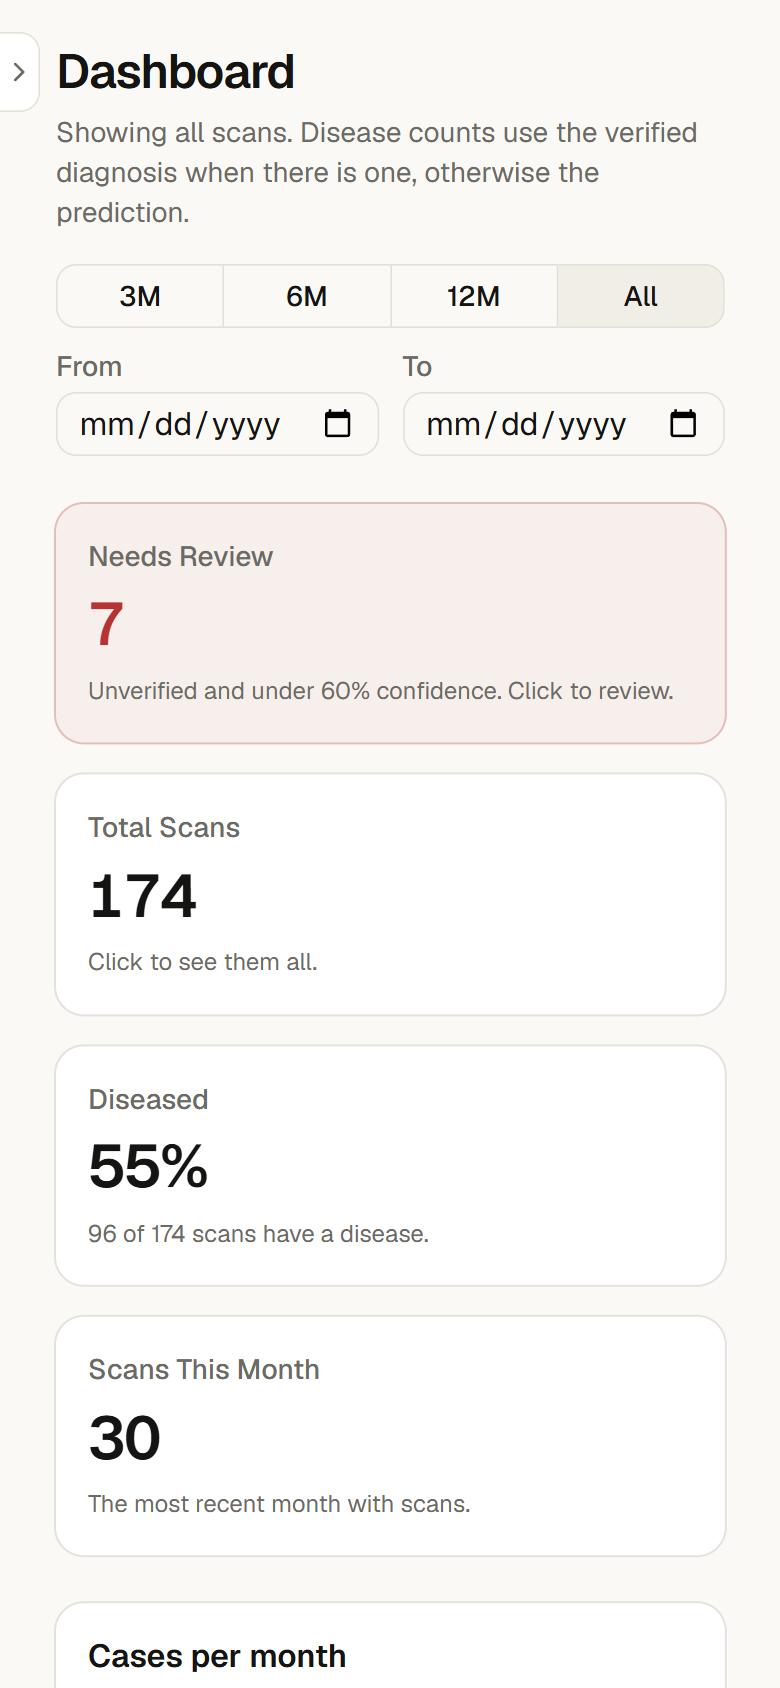 Dashboard
Showing all scans. Disease counts use the verified
diagnosis when there is one, otherwise the
prediction.
3M 6M 12M All
From To
mm/dd/yyyy mm/dd/yyyy
Needs Review
7
Unverified and under 60% confidence. Click to review.
Total Scans
174
Click to see them all.
Diseased
55%
96 of 174 scans have a disease.
Scans This Month
30
The most recent month with scans.
Cases per month